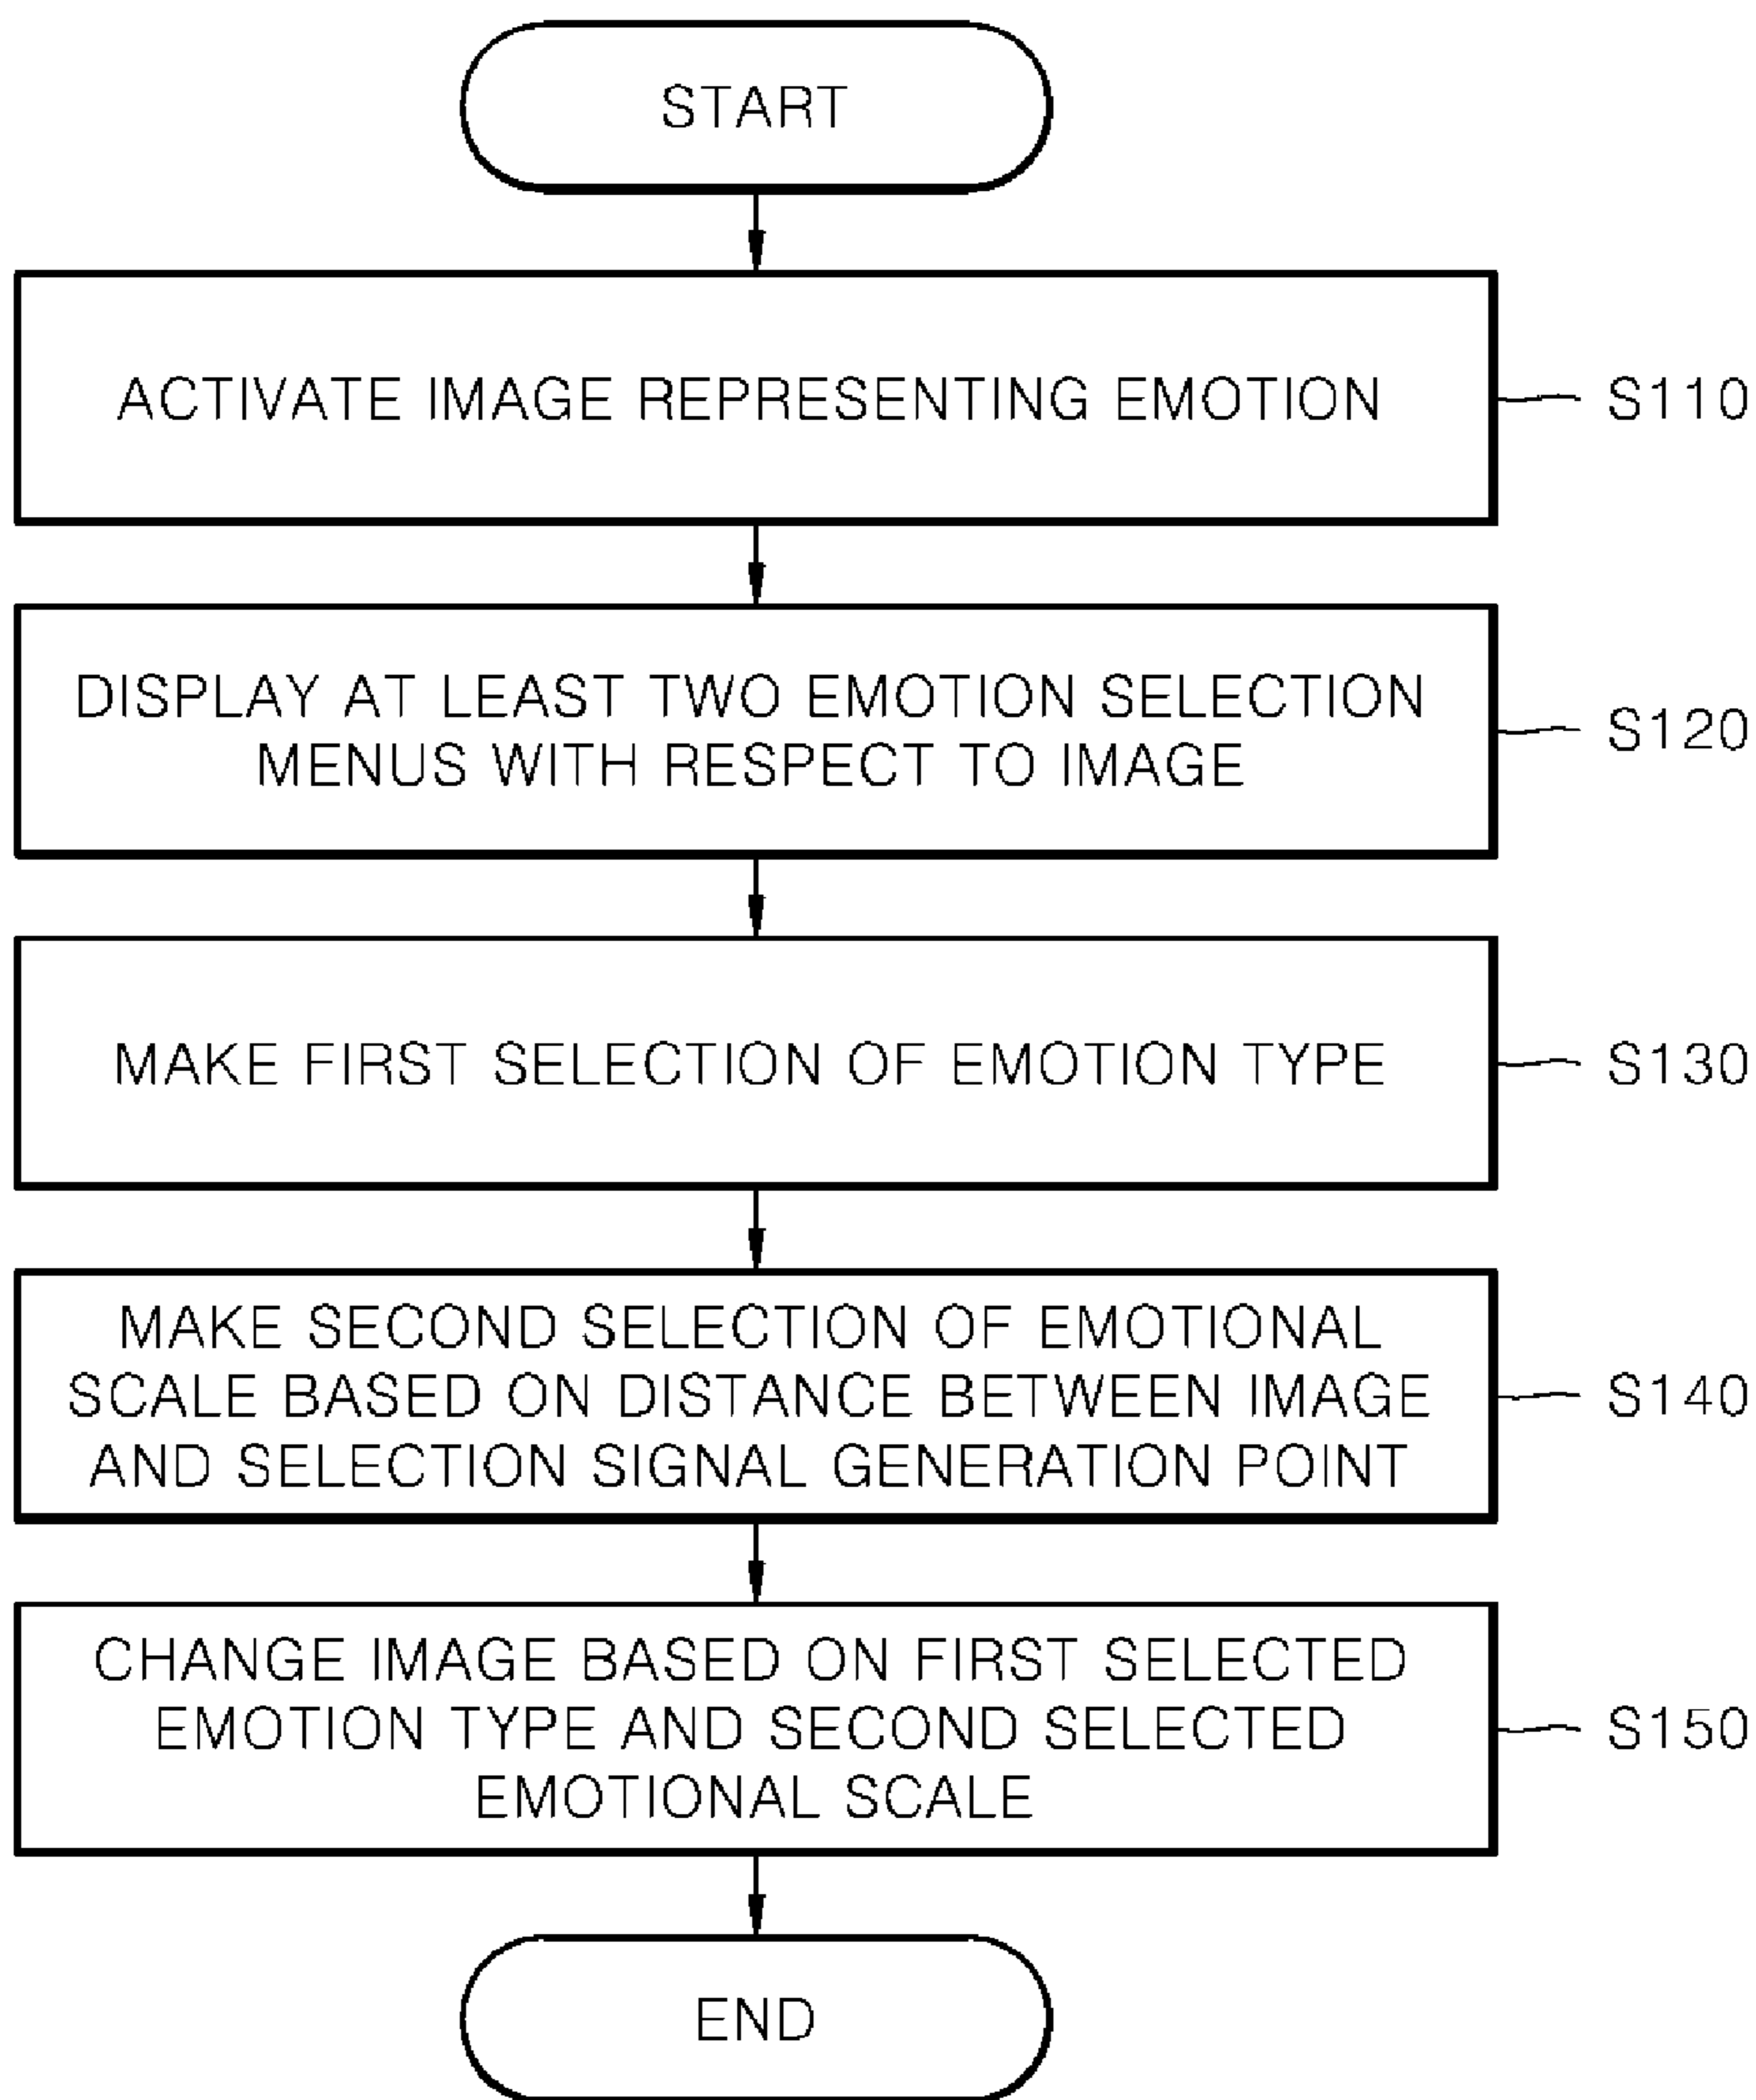 START
ACTIVATE IMAGE REPRESENTING EMOTION
S110
DISPLAY AT LEAST TWO EMOTION SELECTION
MENUS WITH RESPECT TO IMAGE
S120
MAKE FIRST SELECTION OF EMOTION TYPE
S130
MAKE SECOND SELECTION OF EMOTIONAL
SCALE BASED ON DISTANCE BETWEEN IMAGE
AND SELECTION SIGNAL GENERATION POINT
S140
CHANGE IMAGE BASED ON FIRST SELECTED
EMOTION TYPE AND SECOND SELECTED
EMOTIONAL SCALE
S150
END